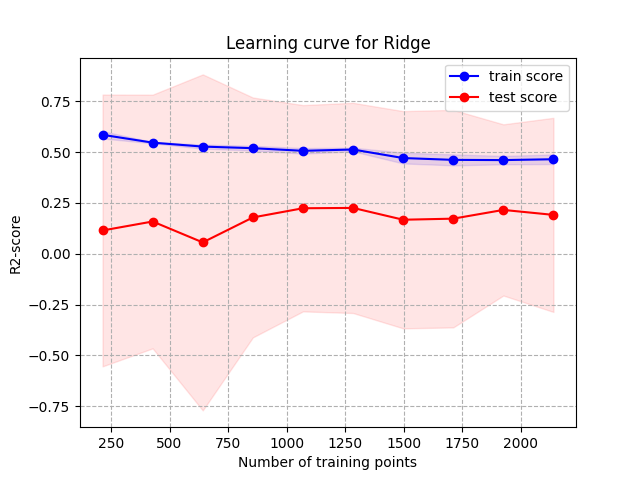 Learning curve for Ridge
train score
test score
0.75
0.50
0.25
0.00
−0.25
−0.50
−0.75
R2-score
250 500 750 1000 1250 1500 1750 2000
Number of training points